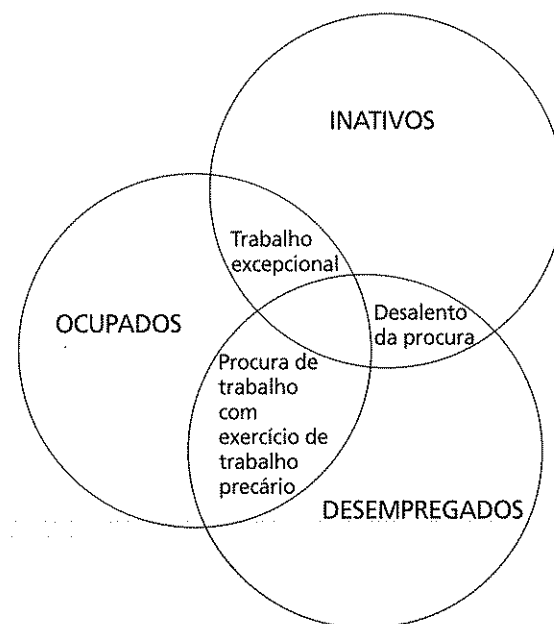 INATIVOS
Trabalho
excepcional
OCUPADOS
Desalento
da procura
Procura de
trabalho
com
exercício de
trabalho
precário
DESEMPREGADOS